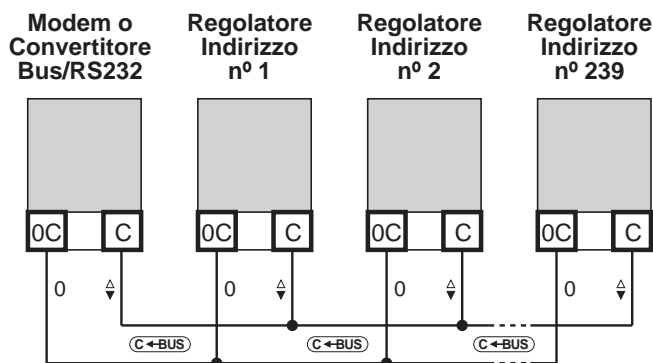 Modem o
Convertitore
Bus/RS232
Regolatore
Indirizzo
nº 1
Regolatore
Indirizzo
nº 2
Regolatore
Indirizzo
nº 239
0C C 0C C 0C C 0C C
0 0 0 0
C BUS C BUS C BUS